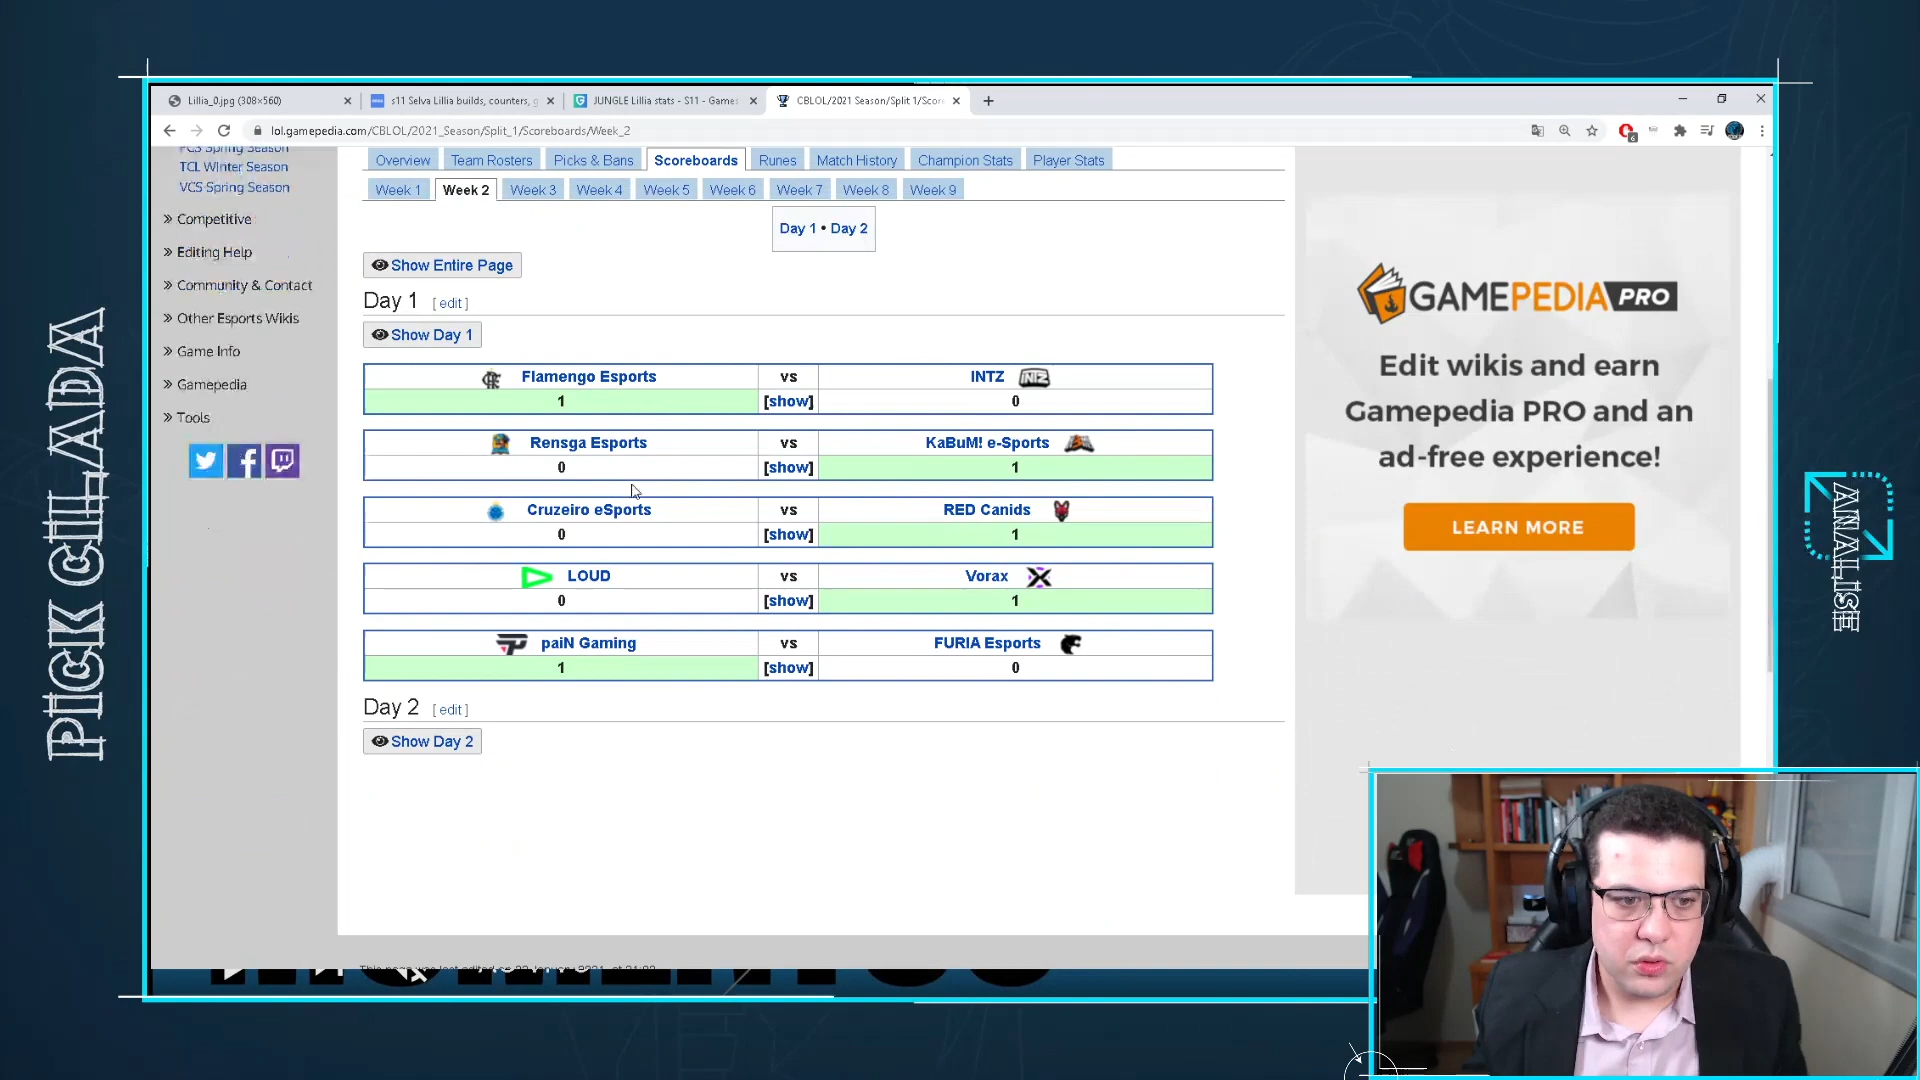 Lillia_0.jpg (308×560)
s11 Selva Lillia builds, counters, g
JUNGLE Lillia stats - S11 - Games
CBLOL/2021 Season/Split 1/Scor
lol.gamepedia.com/CBLOL/2021_Season/Split_1/Scoreboards/Week_2
6
PCS Spring Season
TCL Winter Season
VCS Spring Season
» Competitive
» Editing Help
» Community & Contact
» Other Esports Wikis
» Game Info
» Gamepedia
» Tools
Overview Team Rosters Picks & Bans Scoreboards Runes Match History Champion Stats Player Stats
Week 1 Week 2 Week 3 Week 4 Week 5 Week 6 Week 7 Week 8 Week 9
Day 1 • Day 2
Show Entire Page
Day 1 [ edit ]
Show Day 1
Flamengo Esports vs INTZ
1 [show] 0
Rensga Esports vs KaBuM! e-Sports
0 [show] 1
Cruzeiro eSports vs RED Canids
0 [show] 1
LOUD vs Vorax
0 [show] 1
paiN Gaming vs FURIA Esports
1 [show] 0
Day 2 [ edit ]
Show Day 2
GAMEPEDIA PRO
Edit wikis and earn
Gamepedia PRO and an
ad-free experience!
LEARN MORE
PICK CILADA
ANALISE